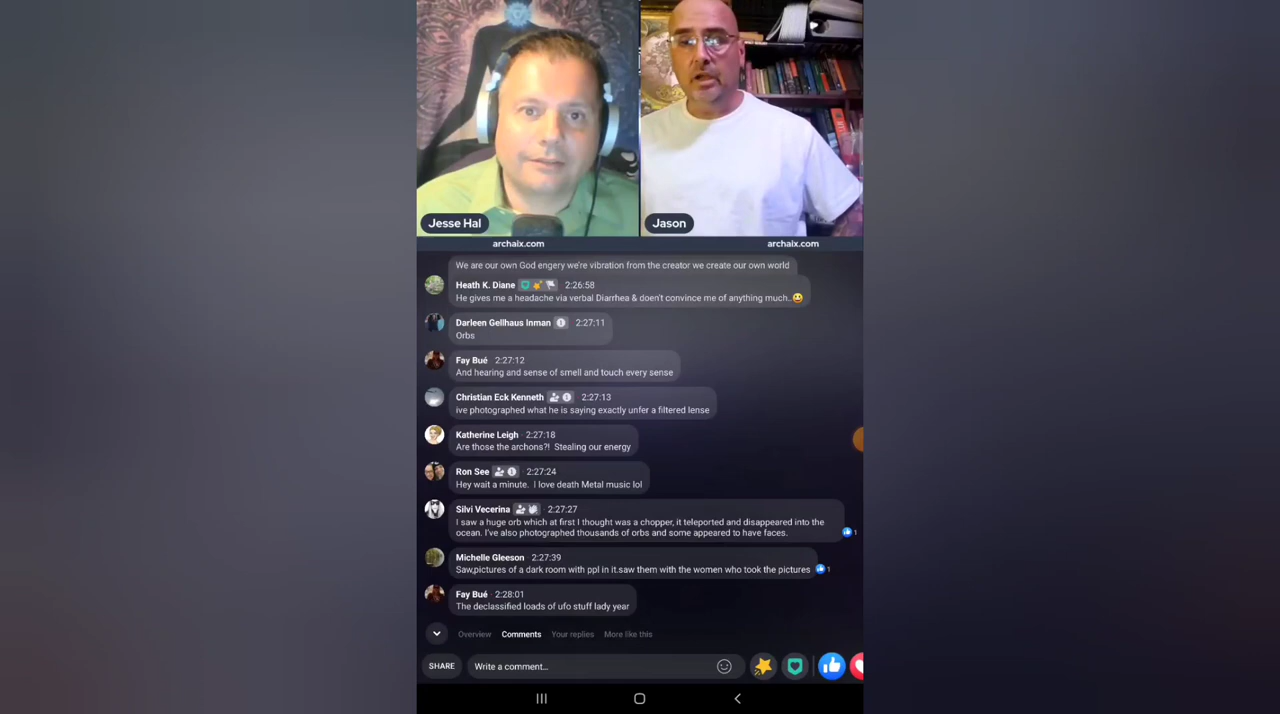 Jesse Hal
Jason
archaix.com
archaix.com
We are our own God engery we're vibration from the creator we create our own world
Heath K. Diane 2:26:58
He gives me a headache via verbal Diarrhea & doen't convince me of anything much..😀
Darleen Gellhaus Inman 2:27:11
Orbs
Fay Bué · 2:27:12
And hearing and sense of smell and touch every sense
Christian Eck Kenneth 2:27:13
ive photographed what he is saying exactly unfer a filtered lense
Katherine Leigh · 2:27:18
Are those the archons?! Stealing our energy
Ron See 2:27:24
Hey wait a minute. I love death Metal music lol
Silvi Vecerina 2:27:27
I saw a huge orb which at first I thought was a chopper, it teleported and disappeared into the
ocean. I've also photographed thousands of orbs and some appeared to have faces.
1
Michelle Gleeson · 2:27:39
Saw,pictures of a dark room with ppl in it.saw them with the women who took the pictures
1
Fay Bué · 2:28:01
The declassified loads of ufo stuff lady year
Overview Comments Your replies More like this
SHARE Write a comment...